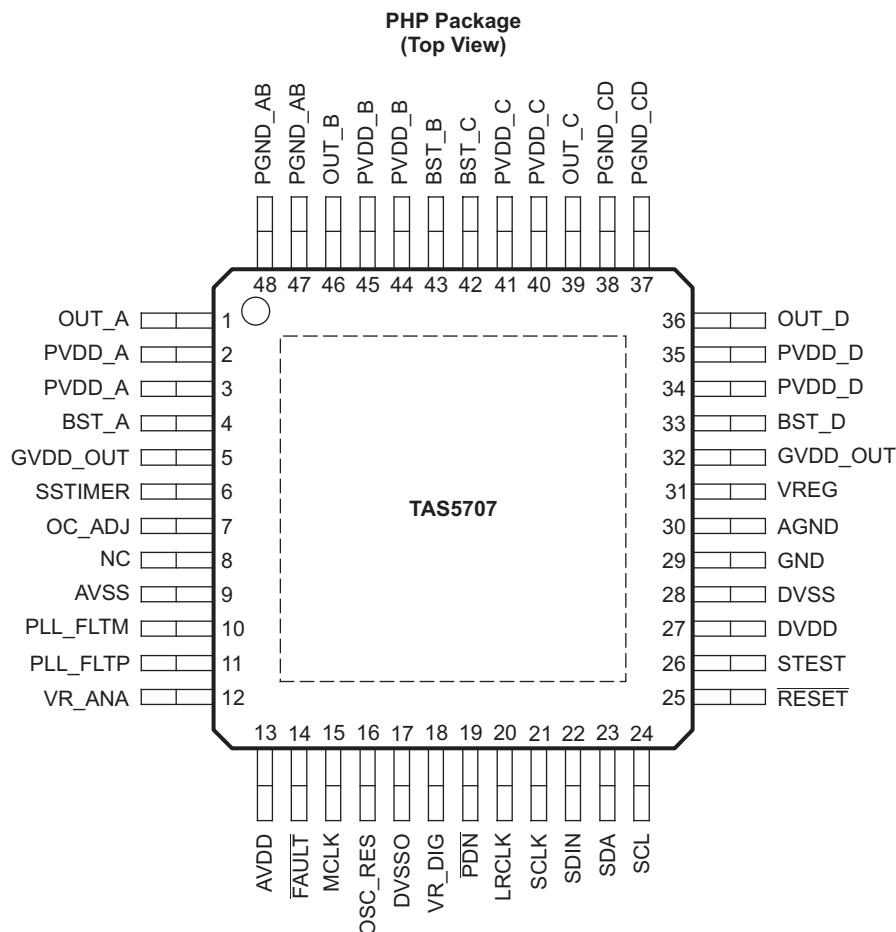 PHP Package
(Top View)
PGND_AB
PGND_AB
OUT_B
PVDD_B
PVDD_B
BST_B
BST_C
PVDD_C
PVDD_C
OUT_C
PGND_CD
PGND_CD
48 47 46 45 44 43 42 41 40 39 38 37
OUT_A 1 36 OUT_D
PVDD_A 2 35 PVDD_D
PVDD_A 3 34 PVDD_D
BST_A 4 33 BST_D
GVDD_OUT 5 32 GVDD_OUT
SSTIMER 6 31 VREG
OC_ADJ 7 TAS5707 30 AGND
NC 8 29 GND
AVSS 9 28 DVSS
PLL_FLTM 10 27 DVDD
PLL_FLTP 11 26 STEST
VR_ANA 12 25 RESET
13 14 15 16 17 18 19 20 21 22 23 24
AVDD
FAULT
MCLK
OSC_RES
DVSSO
VR_DIG
PDN
LRCLK
SCLK
SDIN
SDA
SCL